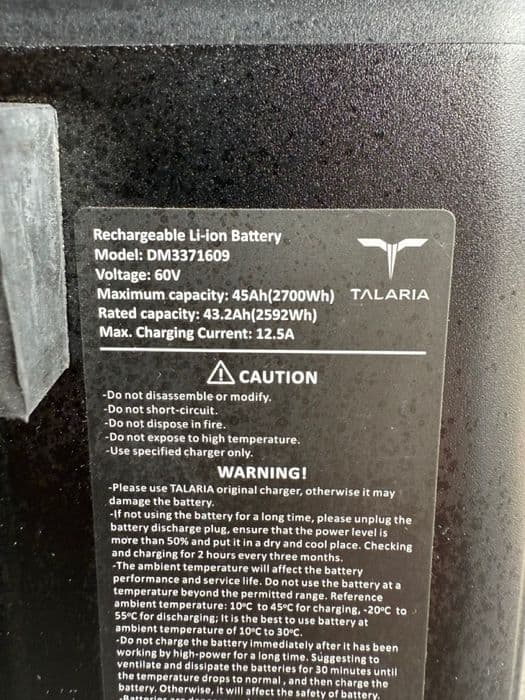 Rechargeable Li-ion Battery
Model: DM3371609
Voltage: 60V
Maximum capacity: 45Ah(2700Wh)
Rated capacity: 43.2Ah(2592Wh)
Max. Charging Current: 12.5A
TALARIA
CAUTION
-Do not disassemble or modify.
-Do not short-circuit.
-Do not dispose in fire.
-Do not expose to high temperature.
-Use specified charger only.
WARNING!
-Please use TALARIA original charger, otherwise it may
damage the battery.
-If not using the battery for a long time, please unplug the
battery discharge plug, ensure that the power level is
more than 50% and put it in a dry and cool place. Checking
and charging for 2 hours every three months.
-The ambient temperature will affect the battery
performance and service life. Do not use the battery at a
temperature beyond the permitted range. Reference
ambient temperature: 10ºC to 45ºC for charging, -20ºC to
55ºC for discharging; It is the best to use battery at
ambient temperature of 10ºC to 30ºC.
-Do not charge the battery immediately after it has been
working by high-power for a long time. Suggesting to
ventilate and dissipate the batteries for 30 minutes until
the temperature drops to normal, and then charge the
battery. Otherwise, it will affect the safety of battery.